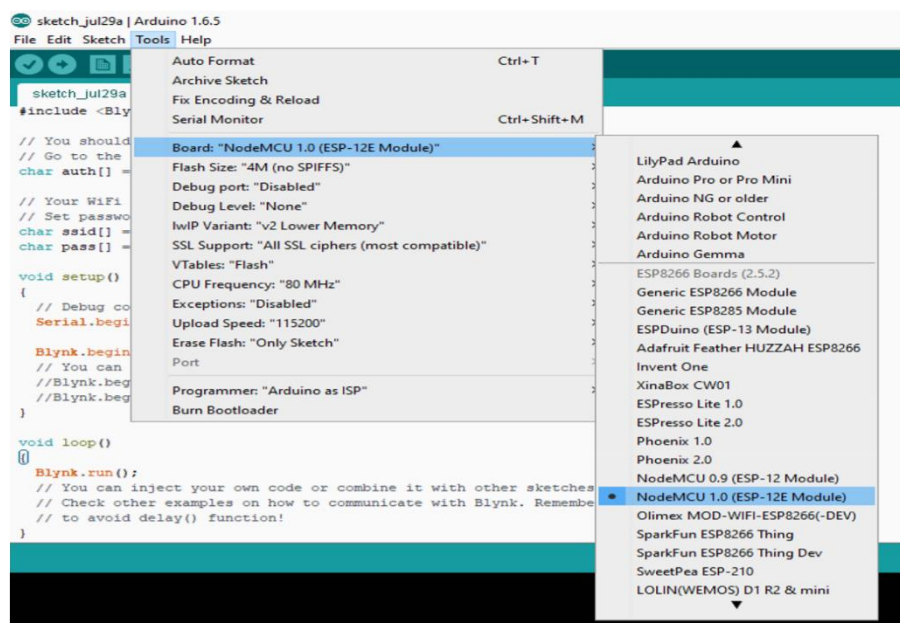 sketch_jul29a | Arduino 1.6.5
File Edit Sketch Tools Help
sketch_jul29a
#include <Bly
// You should
// Go to the
char auth[] =
// Your WiFi
// Set passwo
char ssid[] =
char pass[] =
void setup()
{
// Debug co
Serial.begi
Blynk.begin
// You can
//Blynk.beg
//Blynk.beg
}
void loop()
{
Blynk.run();
// You can inject your own code or combine it with other sketches
// Check other examples on how to communicate with Blynk. Remembe
// to avoid delay() function!
}
Auto Format Ctrl+T
Archive Sketch
Fix Encoding & Reload
Serial Monitor Ctrl+Shift+M
Board: "NodeMCU 1.0 (ESP-12E Module)"
Flash Size: "4M (no SPIFFS)"
Debug port: "Disabled"
Debug Level: "None"
lwIP Variant: "v2 Lower Memory"
SSL Support: "All SSL ciphers (most compatible)"
VTables: "Flash"
CPU Frequency: "80 MHz"
Exceptions: "Disabled"
Upload Speed: "115200"
Erase Flash: "Only Sketch"
Port
Programmer: "Arduino as ISP"
Burn Bootloader
LilyPad Arduino
Arduino Pro or Pro Mini
Arduino NG or older
Arduino Robot Control
Arduino Robot Motor
Arduino Gemma
ESP8266 Boards (2.5.2)
Generic ESP8266 Module
Generic ESP8285 Module
ESPDuino (ESP-13 Module)
Adafruit Feather HUZZAH ESP8266
Invent One
XinaBox CW01
ESPresso Lite 1.0
ESPresso Lite 2.0
Phoenix 1.0
Phoenix 2.0
NodeMCU 0.9 (ESP-12 Module)
NodeMCU 1.0 (ESP-12E Module)
Olimex MOD-WIFI-ESP8266(-DEV)
SparkFun ESP8266 Thing
SparkFun ESP8266 Thing Dev
SweetPea ESP-210
LOLIN(WEMOS) D1 R2 & mini